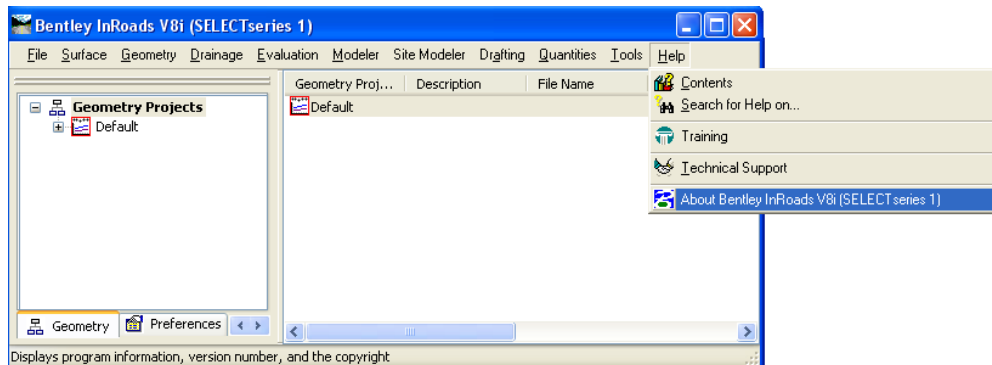 Bentley InRoads V8i (SELECTseries 1)
File Surface Geometry Drainage Evaluation Modeler Site Modeler Drafting Quantities Tools Help
Geometry Projects
Default
Geometry Proj... Description File Name
Default
Contents
Search for Help on...
Training
Technical Support
About Bentley InRoads V8i (SELECTseries 1)
Geometry Preferences
Displays program information, version number, and the copyright